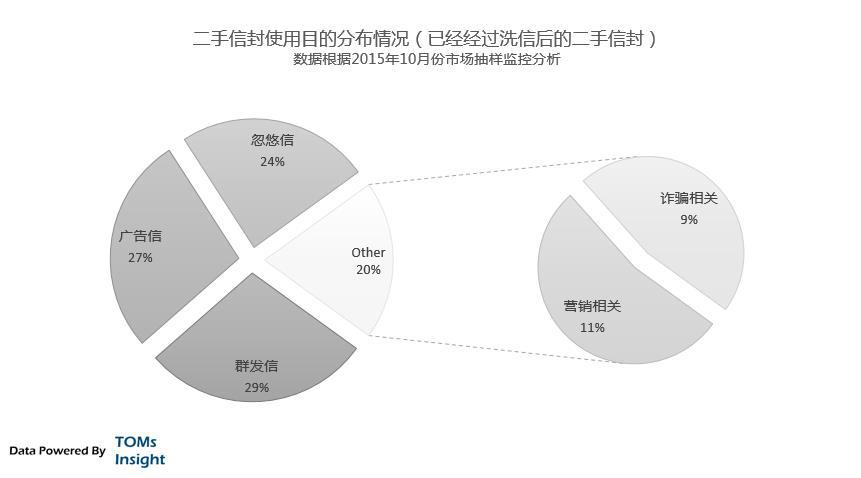 二手信封使用目的分布情况（已经经过洗信后的二手信封）
数据根据2015年10月份市场抽样监控分析
忽悠信
24%
广告信
27%
Other
20%
群发信
29%
诈骗相关
9%
营销相关
11%
Data Powered By
TOMs
Insight